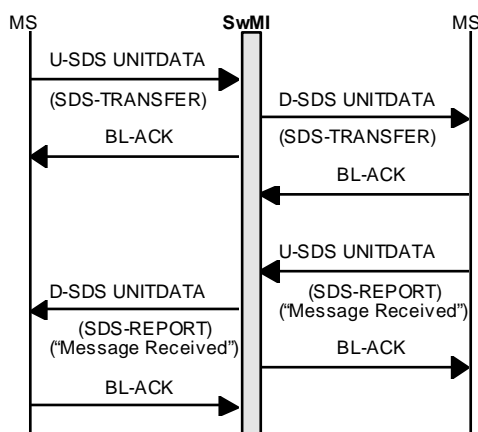 MS SwMI MS
U-SDS UNITDATA
(SDS-TRANSFER)
D-SDS UNITDATA
(SDS-TRANSFER)
BL-ACK
BL-ACK
U-SDS UNITDATA
(SDS-REPORT)
(“Message Received”)
D-SDS UNITDATA
(SDS-REPORT)
(“Message Received”)
BL-ACK
BL-ACK